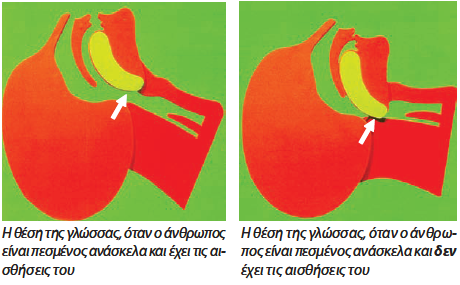 Η θέση της γλώσσας, όταν ο άνθρωπος
είναι πεσμένος ανάσκελα και έχει τις αι-
σθήσεις του
Η θέση της γλώσσας, όταν ο άνθρω-
πος είναι πεσμένος ανάσκελα και δεν
έχει τις αισθήσεις του